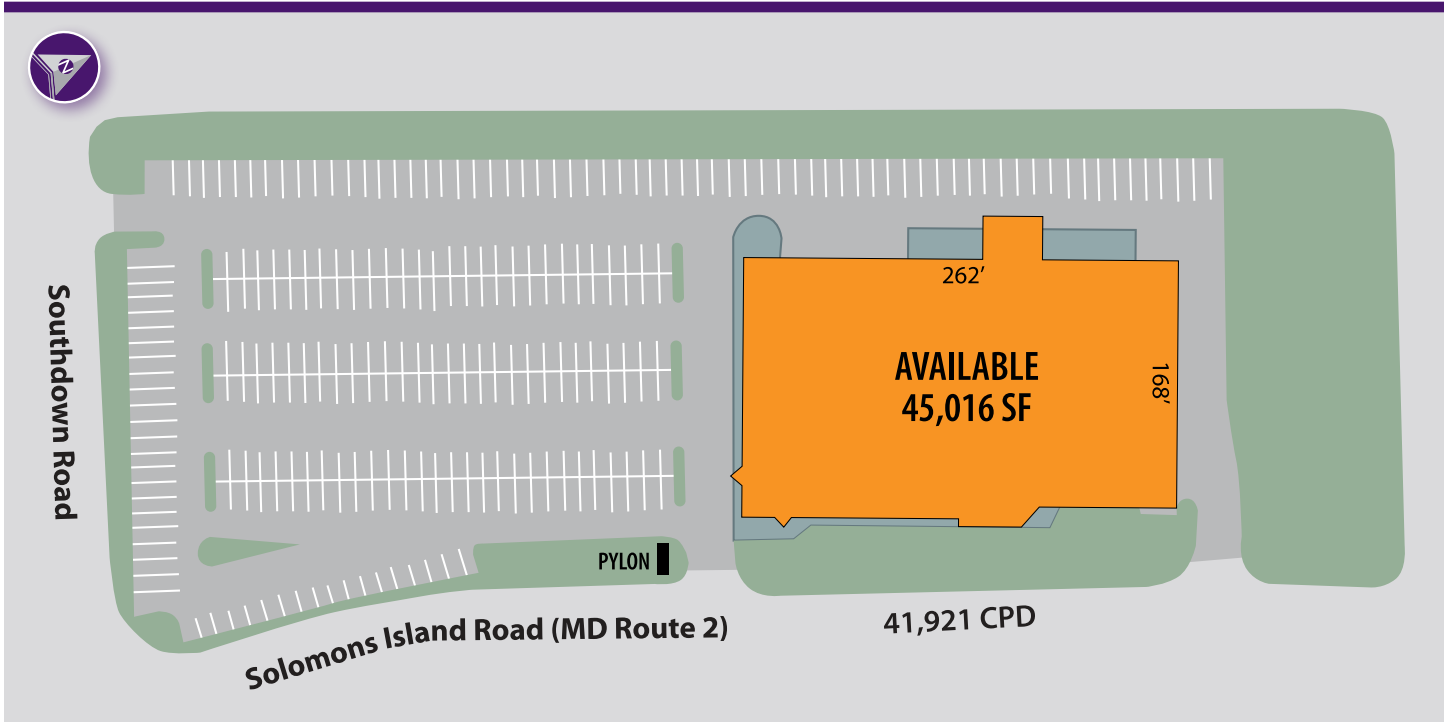 N
262’
AVAILABLE
45,016 SF
168’
Southdown Road
PYLON
Solomons Island Road (MD Route 2)
41,921 CPD